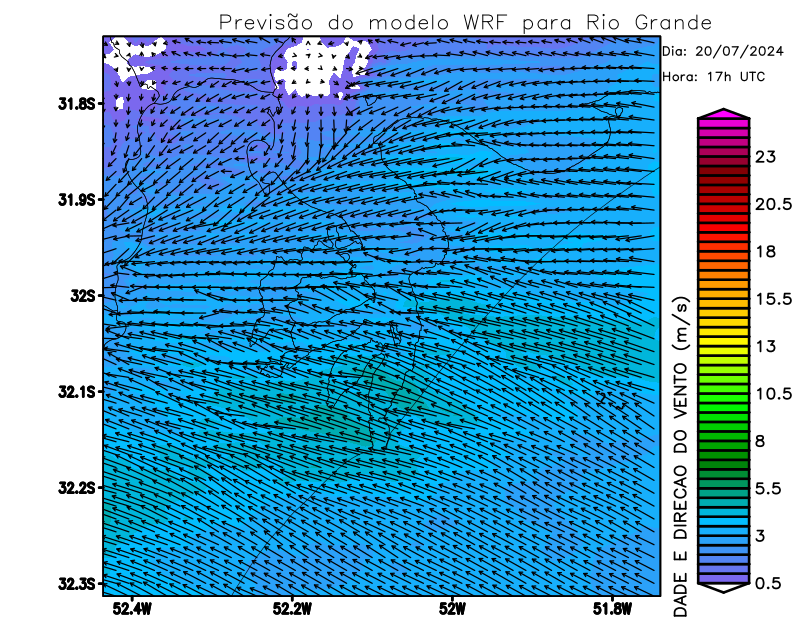 Previsão do modelo WRF para Rio Grande
Dia: 20/07/2024
Hora: 17h UTC
31.8S
31.9S
32S
32.1S
32.2S
32.3S
52.4W
52.2W
52W
51.8W
23
20.5
18
15.5
13
10.5
8
5.5
3
0.5
DADE E DIRECAO DO VENTO (m/s)